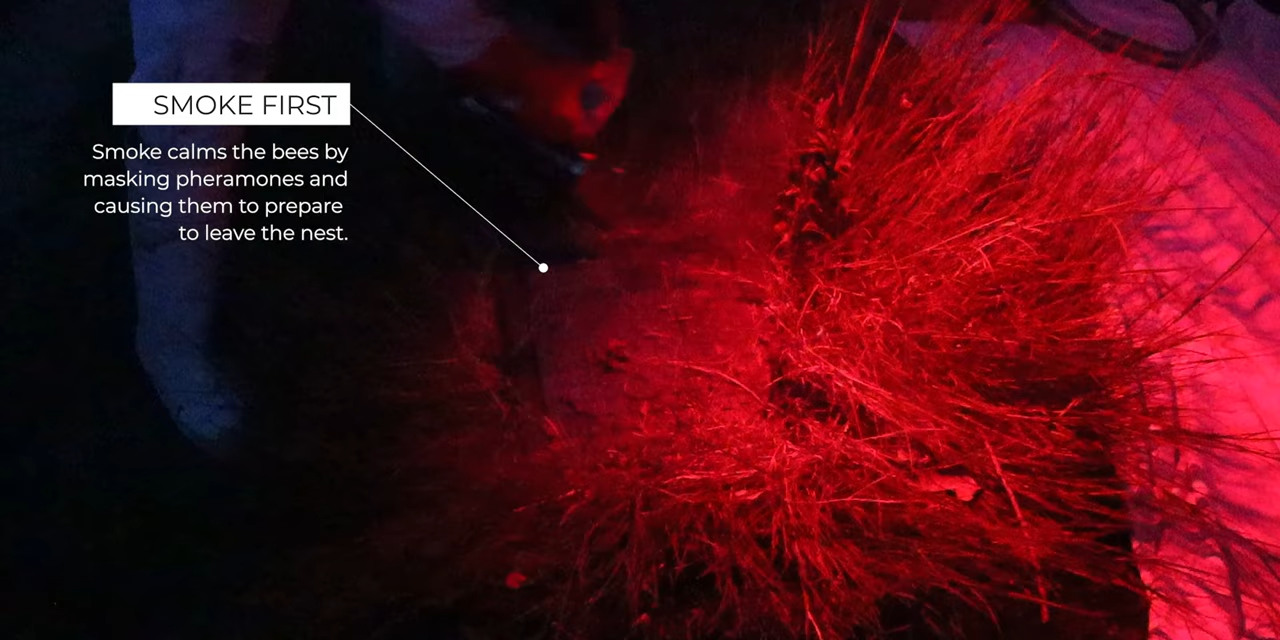 SMOKE FIRST
Smoke calms the bees by
masking pheramones and
causing them to prepare
to leave the nest.